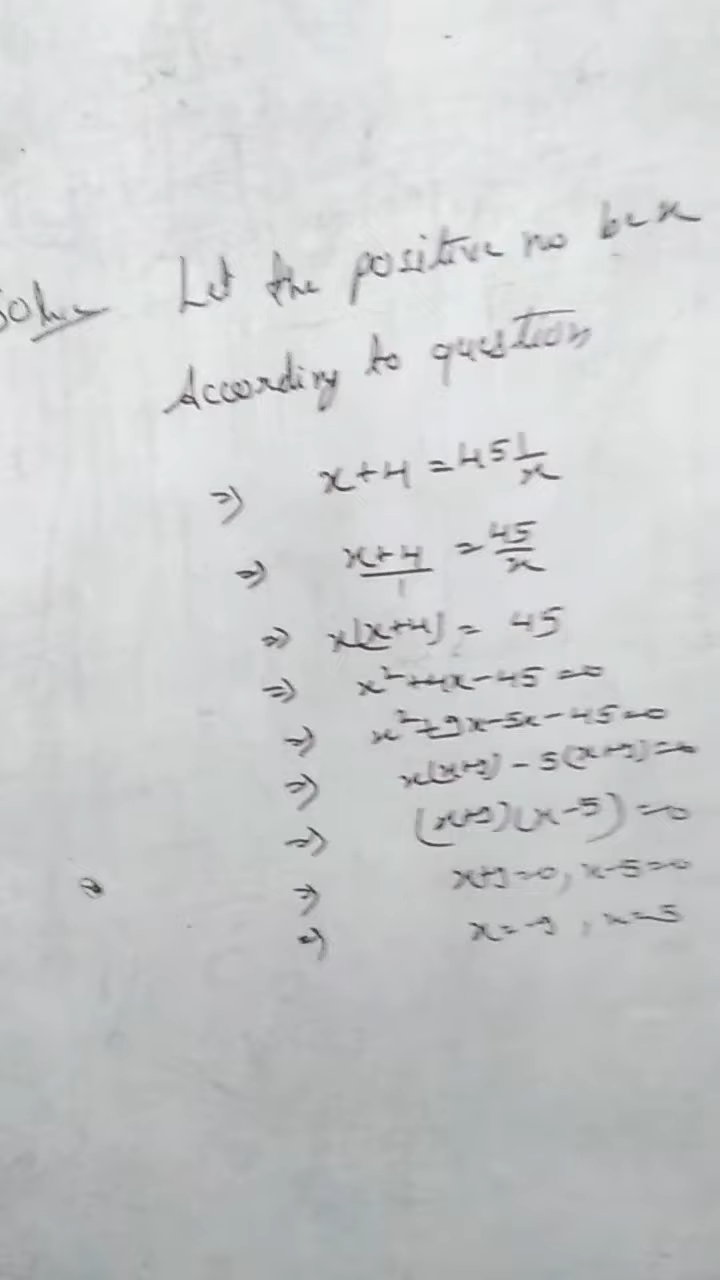 Soln
Let the positive no be x
According to question
⇒ x+4 = 45 1/x
⇒ x+4/1 = 45/x
⇒ x(x+4) = 45
⇒ x²+4x-45=0
⇒ x²+9x-5x-45=0
⇒ x(x+9)-5(x+9)=0
⇒ (x+9)(x-5)=0
⇒ x+9=0, x-5=0
⇒ x=-9, x=5